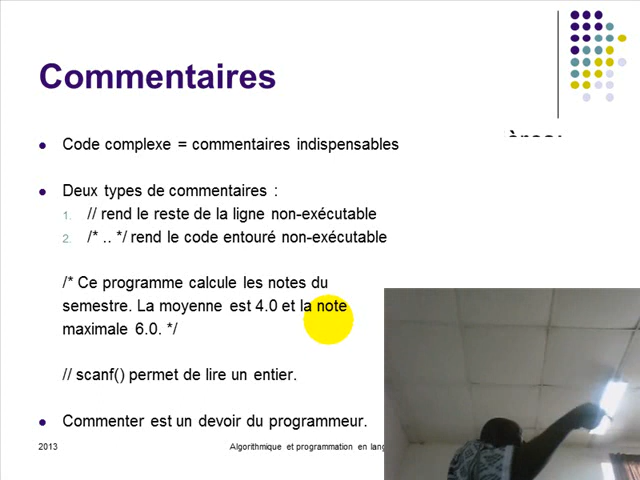 Commentaires
Code complexe = commentaires indispensables
Deux types de commentaires :
1. // rend le reste de la ligne non-exécutable
2. /* .. */ rend le code entouré non-exécutable
/* Ce programme calcule les notes du
semestre. La moyenne est 4.0 et la note
maximale 6.0. */
// scanf() permet de lire un entier.
Commenter est un devoir du programmeur.
2013
Algorithmique et programmation en